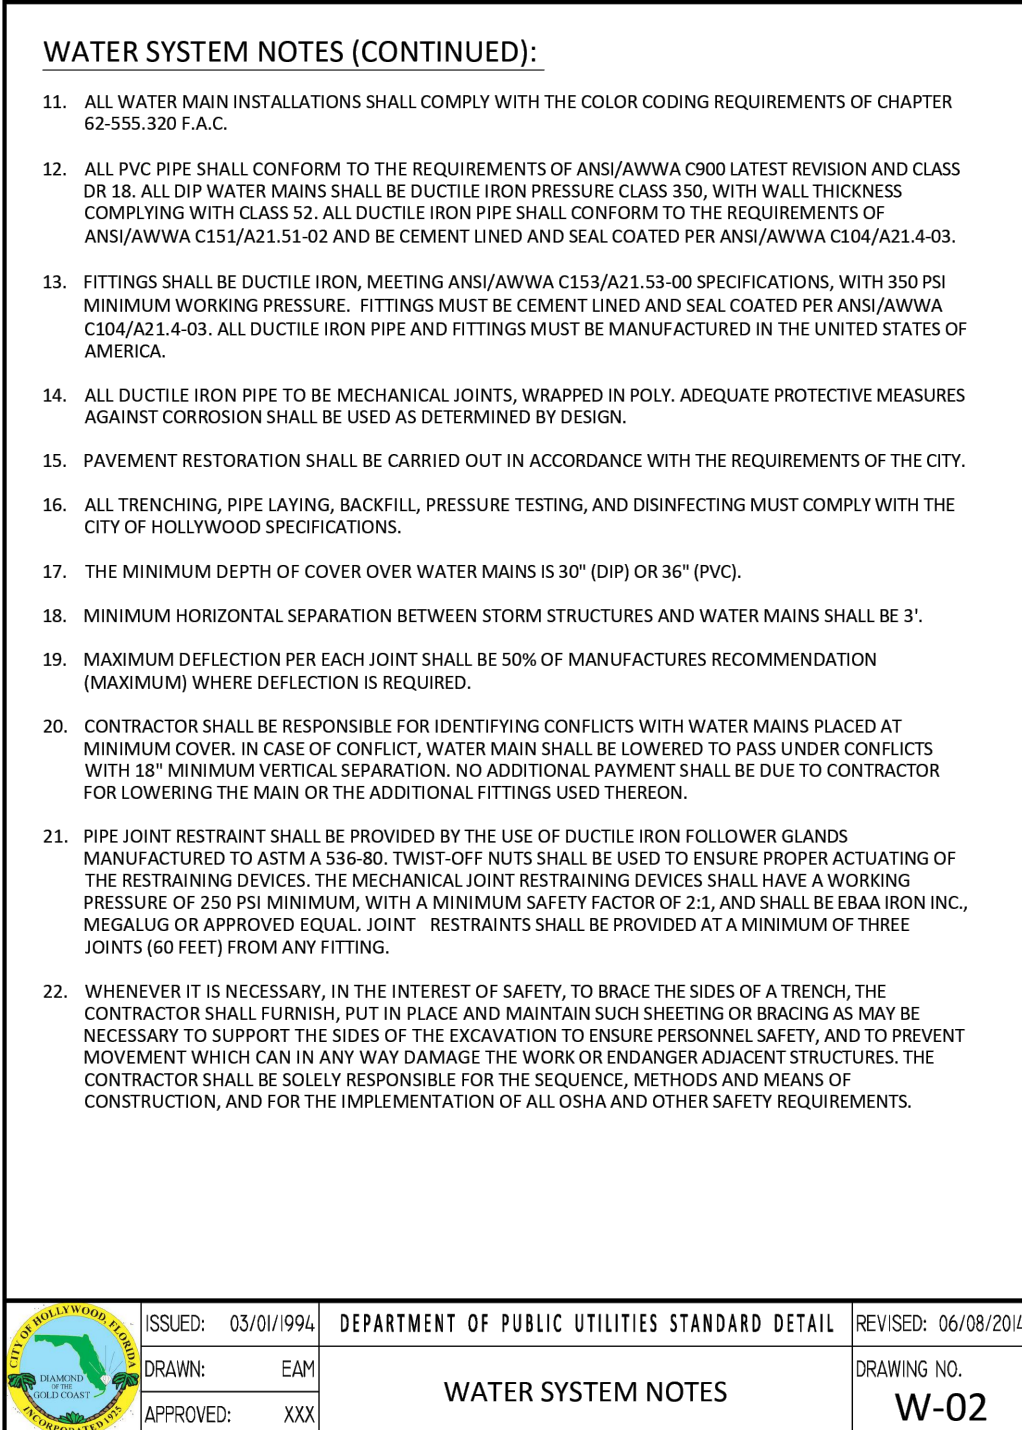 WATER SYSTEM NOTES (CONTINUED):
11. ALL WATER MAIN INSTALLATIONS SHALL COMPLY WITH THE COLOR CODING REQUIREMENTS OF CHAPTER
62-555.320 F.A.C.
12. ALL PVC PIPE SHALL CONFORM TO THE REQUIREMENTS OF ANSI/AWWA C900 LATEST REVISION AND CLASS
DR 18. ALL DIP WATER MAINS SHALL BE DUCTILE IRON PRESSURE CLASS 350, WITH WALL THICKNESS
COMPLYING WITH CLASS 52. ALL DUCTILE IRON PIPE SHALL CONFORM TO THE REQUIREMENTS OF
ANSI/AWWA C151/A21.51-02 AND BE CEMENT LINED AND SEAL COATED PER ANSI/AWWA C104/A21.4-03.
13. FITTINGS SHALL BE DUCTILE IRON, MEETING ANSI/AWWA C153/A21.53-00 SPECIFICATIONS, WITH 350 PSI
MINIMUM WORKING PRESSURE. FITTINGS MUST BE CEMENT LINED AND SEAL COATED PER ANSI/AWWA
C104/A21.4-03. ALL DUCTILE IRON PIPE AND FITTINGS MUST BE MANUFACTURED IN THE UNITED STATES OF
AMERICA.
14. ALL DUCTILE IRON PIPE TO BE MECHANICAL JOINTS, WRAPPED IN POLY. ADEQUATE PROTECTIVE MEASURES
AGAINST CORROSION SHALL BE USED AS DETERMINED BY DESIGN.
15. PAVEMENT RESTORATION SHALL BE CARRIED OUT IN ACCORDANCE WITH THE REQUIREMENTS OF THE CITY.
16. ALL TRENCHING, PIPE LAYING, BACKFILL, PRESSURE TESTING, AND DISINFECTING MUST COMPLY WITH THE
CITY OF HOLLYWOOD SPECIFICATIONS.
17. THE MINIMUM DEPTH OF COVER OVER WATER MAINS IS 30" (DIP) OR 36" (PVC).
18. MINIMUM HORIZONTAL SEPARATION BETWEEN STORM STRUCTURES AND WATER MAINS SHALL BE 3'.
19. MAXIMUM DEFLECTION PER EACH JOINT SHALL BE 50% OF MANUFACTURES RECOMMENDATION
(MAXIMUM) WHERE DEFLECTION IS REQUIRED.
20. CONTRACTOR SHALL BE RESPONSIBLE FOR IDENTIFYING CONFLICTS WITH WATER MAINS PLACED AT
MINIMUM COVER. IN CASE OF CONFLICT, WATER MAIN SHALL BE LOWERED TO PASS UNDER CONFLICTS
WITH 18" MINIMUM VERTICAL SEPARATION. NO ADDITIONAL PAYMENT SHALL BE DUE TO CONTRACTOR
FOR LOWERING THE MAIN OR THE ADDITIONAL FITTINGS USED THEREON.
21. PIPE JOINT RESTRAINT SHALL BE PROVIDED BY THE USE OF DUCTILE IRON FOLLOWER GLANDS
MANUFACTURED TO ASTM A 536-80. TWIST-OFF NUTS SHALL BE USED TO ENSURE PROPER ACTUATING OF
THE RESTRAINING DEVICES. THE MECHANICAL JOINT RESTRAINING DEVICES SHALL HAVE A WORKING
PRESSURE OF 250 PSI MINIMUM, WITH A MINIMUM SAFETY FACTOR OF 2:1, AND SHALL BE EBAA IRON INC.,
MEGALUG OR APPROVED EQUAL. JOINT RESTRAINTS SHALL BE PROVIDED AT A MINIMUM OF THREE
JOINTS (60 FEET) FROM ANY FITTING.
22. WHENEVER IT IS NECESSARY, IN THE INTEREST OF SAFETY, TO BRACE THE SIDES OF A TRENCH, THE
CONTRACTOR SHALL FURNISH, PUT IN PLACE AND MAINTAIN SUCH SHEETING OR BRACING AS MAY BE
NECESSARY TO SUPPORT THE SIDES OF THE EXCAVATION TO ENSURE PERSONNEL SAFETY, AND TO PREVENT
MOVEMENT WHICH CAN IN ANY WAY DAMAGE THE WORK OR ENDANGER ADJACENT STRUCTURES. THE
CONTRACTOR SHALL BE SOLELY RESPONSIBLE FOR THE SEQUENCE, METHODS AND MEANS OF
CONSTRUCTION, AND FOR THE IMPLEMENTATION OF ALL OSHA AND OTHER SAFETY REQUIREMENTS.
CITY OF HOLLYWOOD, FLORIDA
DIAMOND
OF THE
GOLD COAST
INCORPORATED 1925
ISSUED: 03/01/1994
DRAWN: EAM
APPROVED: XXX
DEPARTMENT OF PUBLIC UTILITIES STANDARD DETAIL
WATER SYSTEM NOTES
REVISED: 06/08/2014
DRAWING NO.
W-02